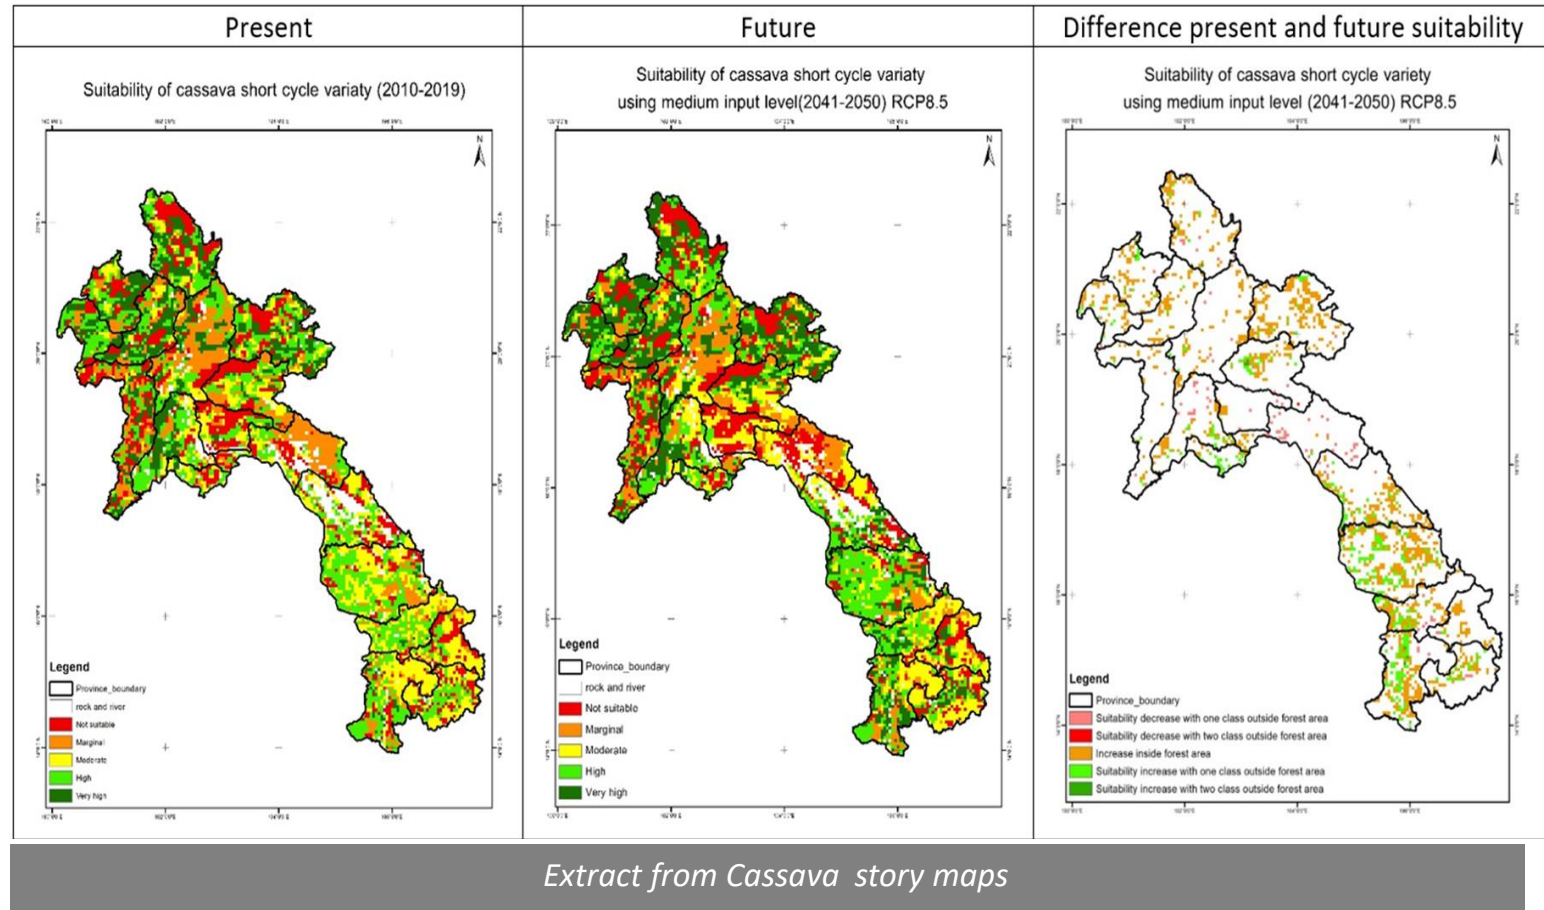 Present
Future
Difference present and future suitability
Suitability of cassava short cycle variaty (2010-2019)
N
Legend
Province_boundary
rock and river
Not suitable
Marginal
Moderate
High
Very high
Suitability of cassava short cycle variaty
using medium input level(2041-2050) RCP8.5
N
Legend
Province_boundary
rock and river
Not suitable
Marginal
Moderate
High
Very high
Suitability of cassava short cycle variety
using medium input level (2041-2050) RCP8.5
N
Legend
Province_boundary
Suitability decrease with one class outside forest area
Suitability decrease with two class outside forest area
Increase inside forest area
Suitability increase with one class outside forest area
Suitability increase with two class outside forest area
Extract from Cassava story maps